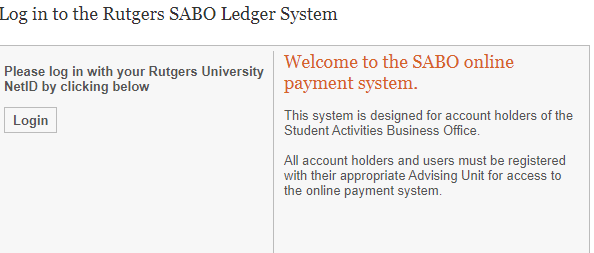 Log in to the Rutgers SABO Ledger System
Please log in with your Rutgers University
NetID by clicking below
Login
Welcome to the SABO online
payment system.
This system is designed for account holders of the
Student Activities Business Office.
All account holders and users must be registered
with their appropriate Advising Unit for access to
the online payment system.